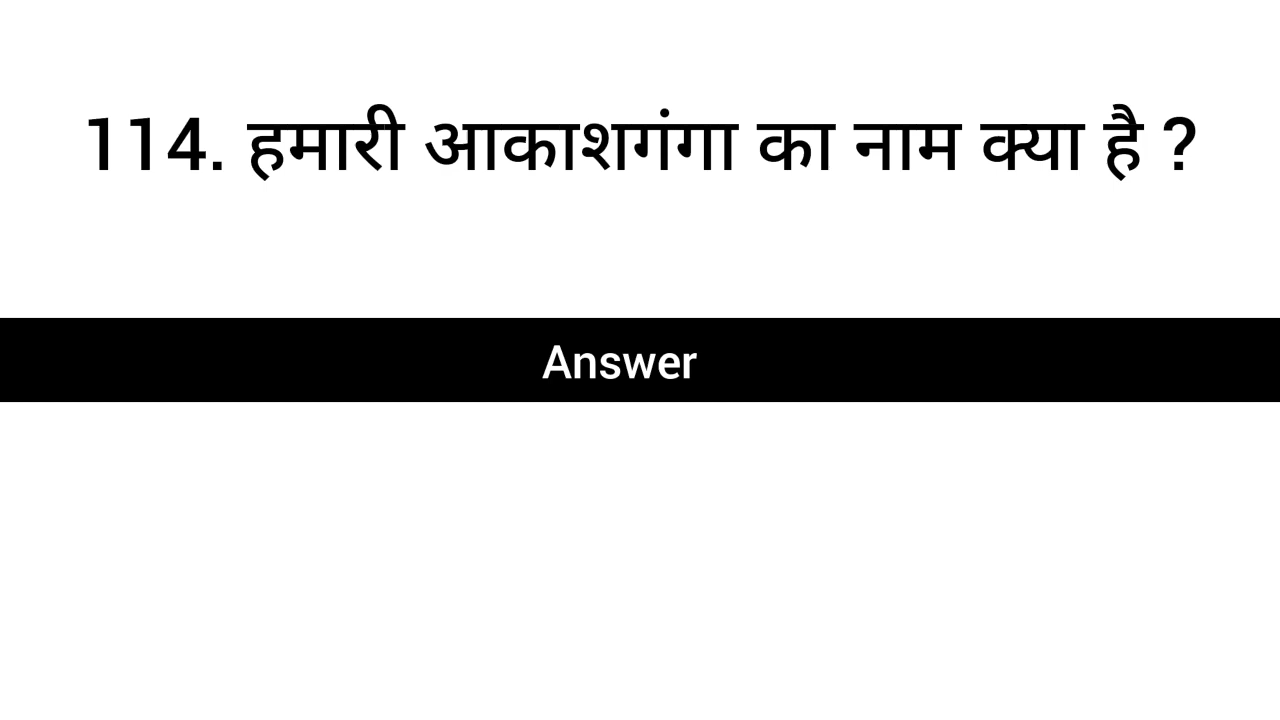 114. हमारी आकाशगंगा का नाम क्या है ?
Answer